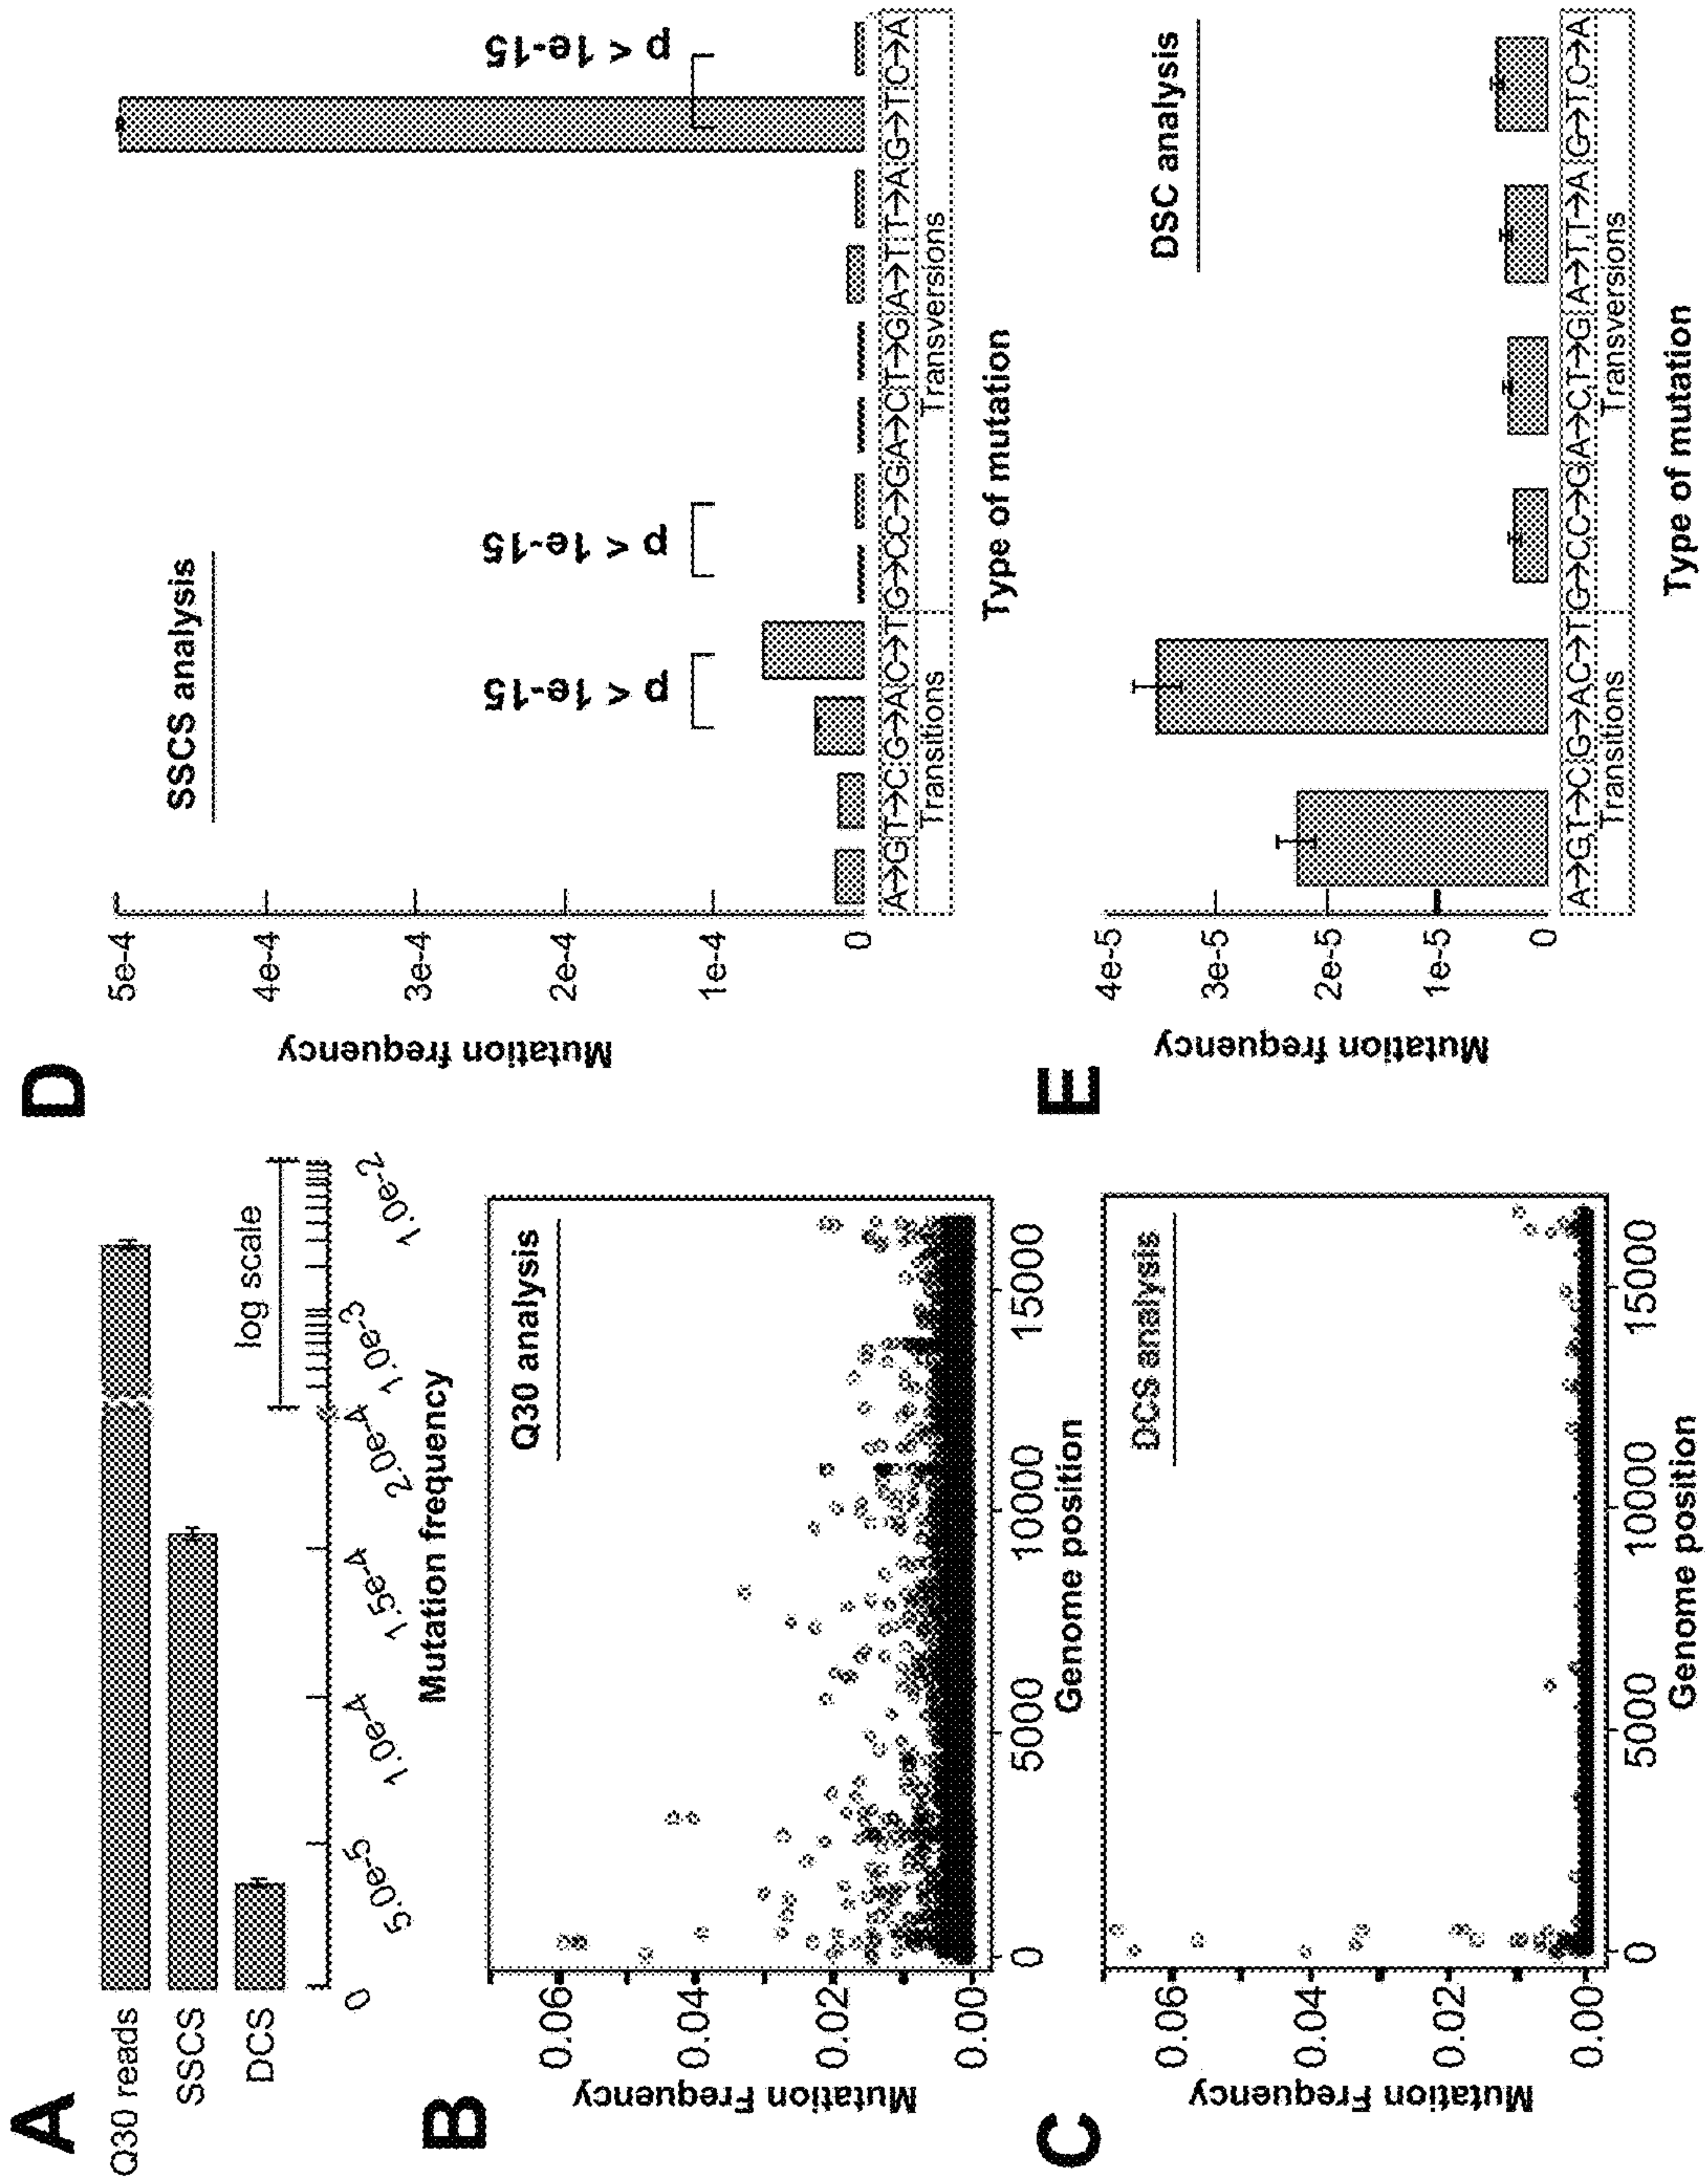 A
Q30 reads
SSCS
DCS
log scale
0
5.0e-5
1.0e-4
1.5e-4
2.0e-4
1.0e-3
1.0e-2
Mutation frequency
B
Q30 analysis
Mutation Frequency
0.06
0.02
0.00
0
5000
10000
15000
Genome position
C
DCS analysis
Mutation Frequency
0.06
0.04
0.02
0.00
0
5000
10000
15000
Genome position
D
SSCS analysis
Mutation frequency
5e-4
4e-4
3e-4
2e-4
1e-4
0
p < 1e-15
p < 1e-15
p < 1e-15
A→G T→C G→A C→T G→C C→G A→C T→G A→T T→A G→T C→A
Transitions
Transversions
Type of mutation
E
DSC analysis
Mutation frequency
4e-5
3e-5
2e-5
1e-5
0
A→G T→C G→A C→T G→C C→G A→C T→G A→T T→A G→T C→A
Transitions
Transversions
Type of mutation